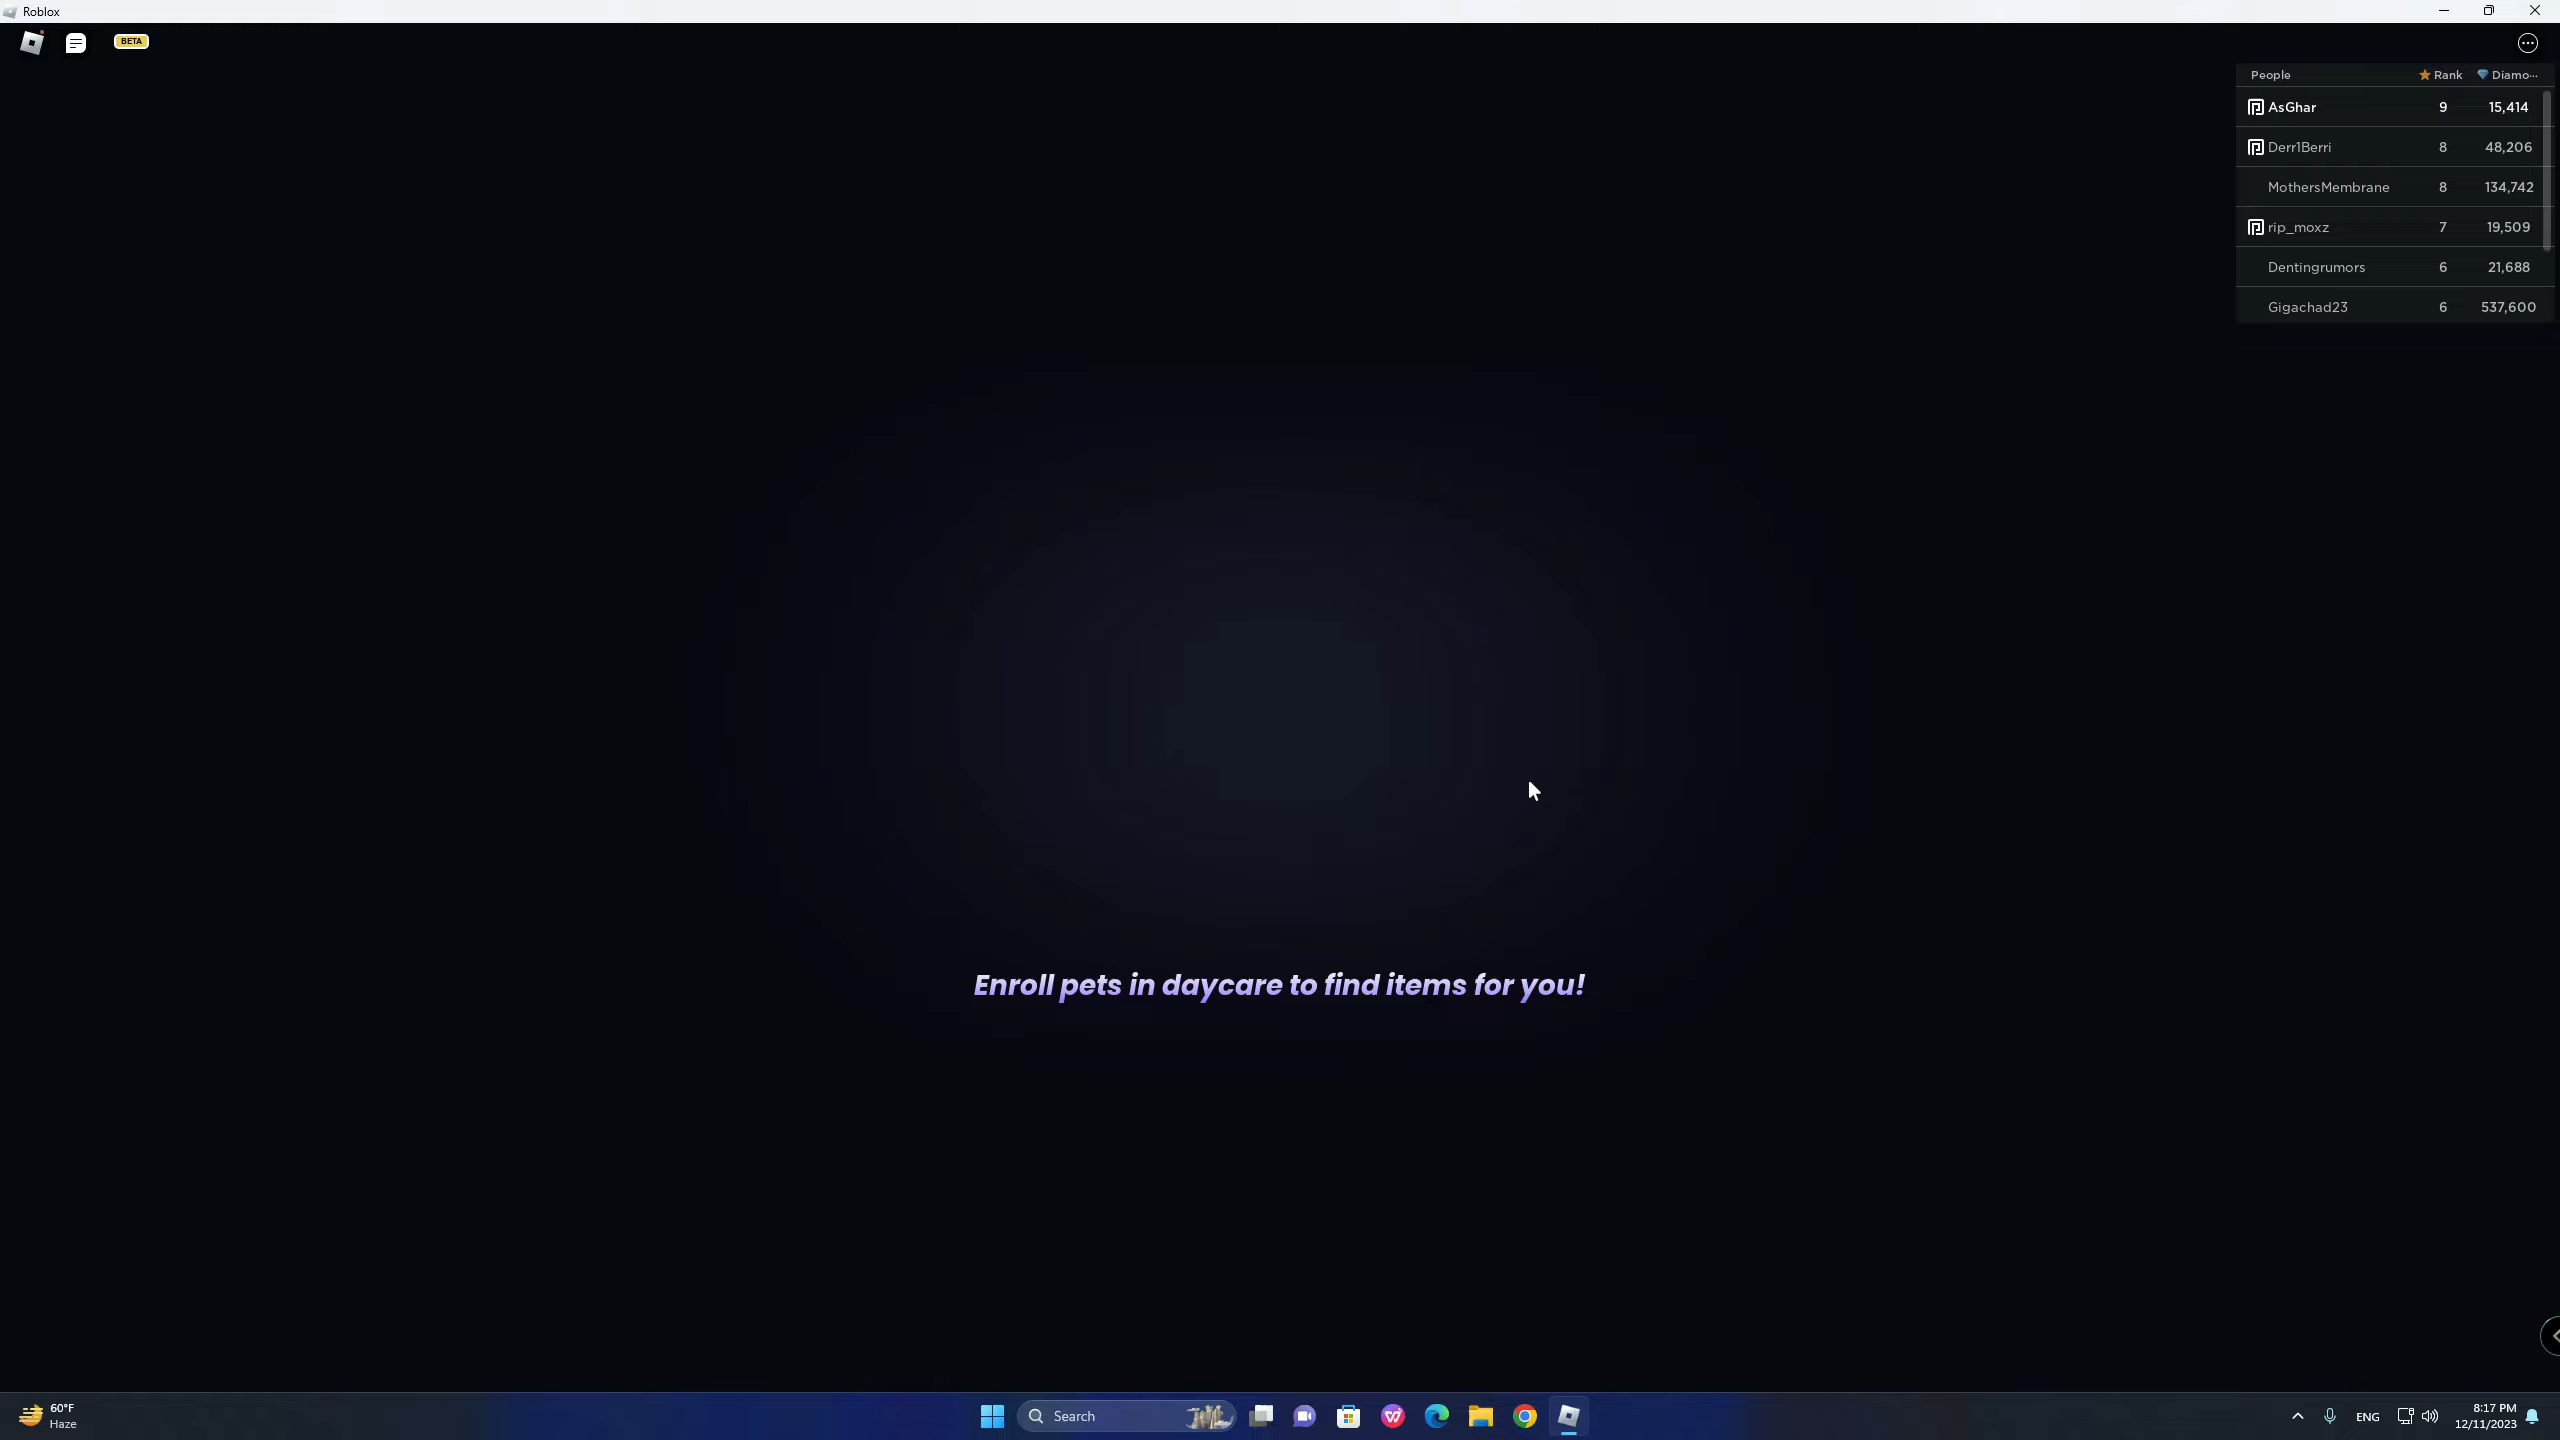 Roblox
BETA
People Rank Diamo...
AsGhar 9 15,414
Derr1Berri 8 48,206
MothersMembrane 8 134,742
rip_moxz 7 19,509
Dentingrumors 6 21,688
Gigachad23 6 537,600
Enroll pets in daycare to find items for you!
60°F
Haze
Search
ENG
8:17 PM
12/11/2023